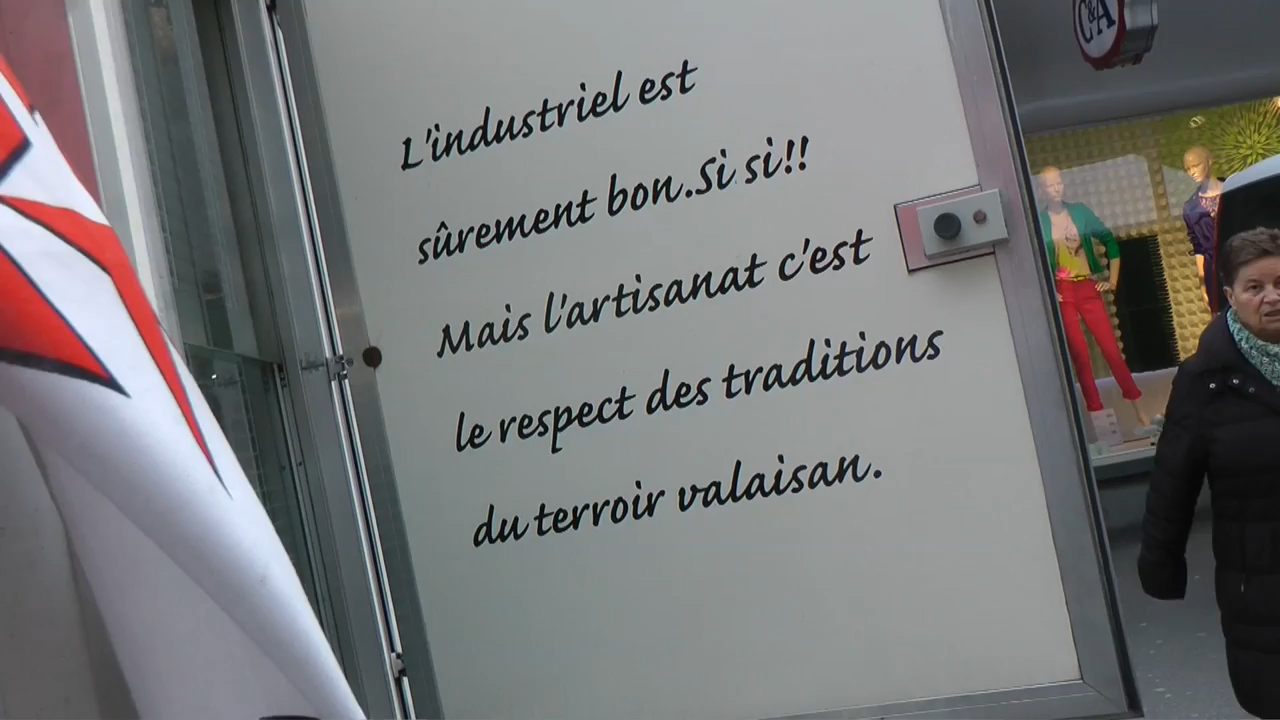 L'industriel est
sûrement bon.Si si!!
Mais l'artisanat c'est
le respect des traditions
du terroir valaisan.
C&A